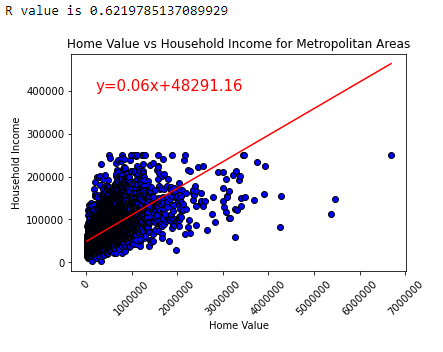 R value is 0.6219785137089929
Home Value vs Household Income for Metropolitan Areas
y=0.06x+48291.16
Household Income
400000
300000
200000
100000
0
0 1000000 2000000 3000000 4000000 5000000 6000000 7000000
Home Value